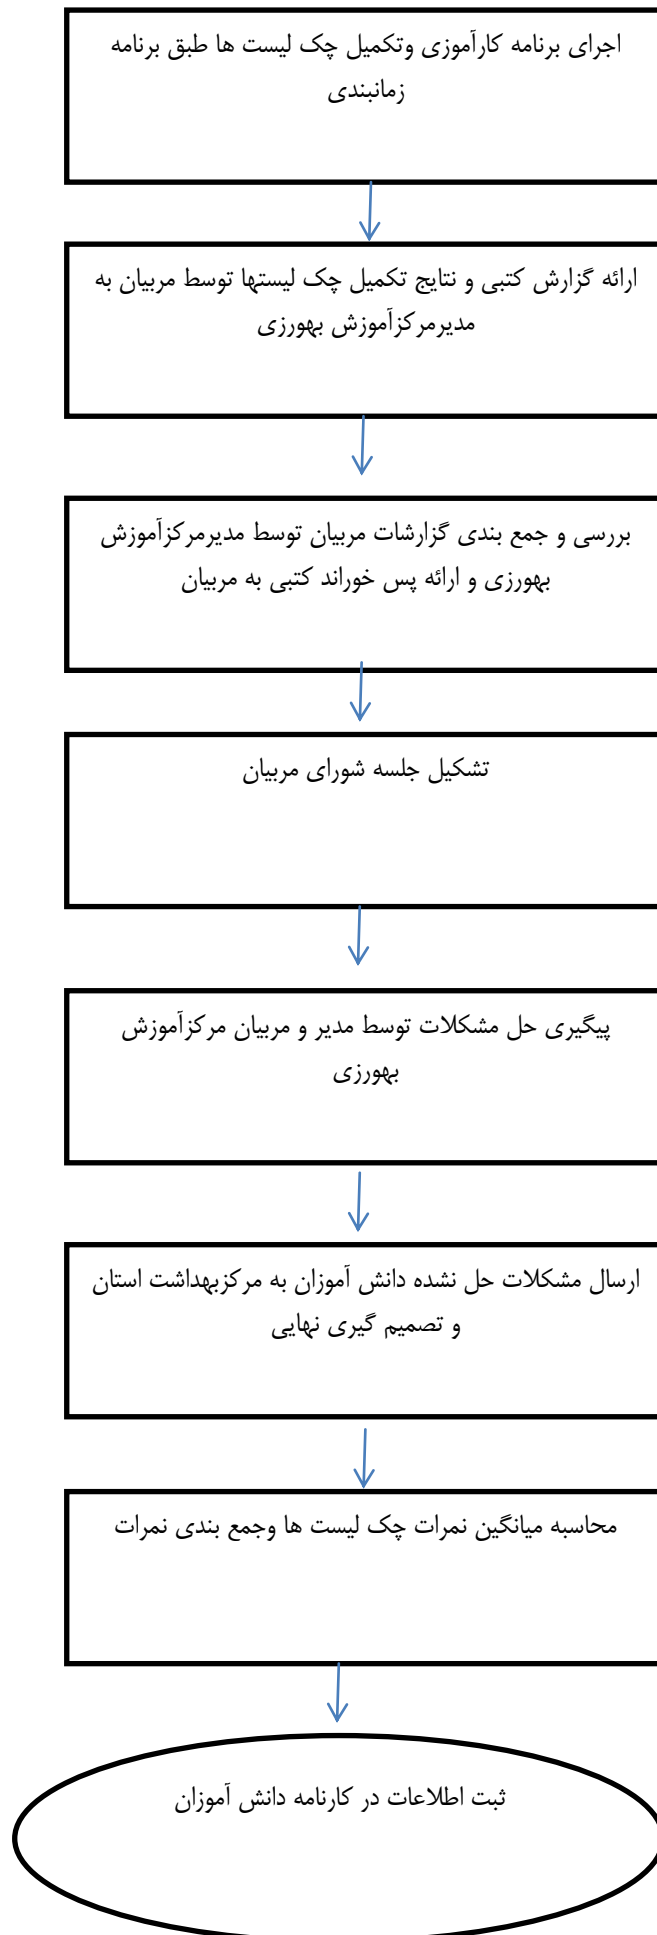 اجرای برنامه کارآموزی وتکمیل چک لیست ها طبق برنامه
زمانبندی
ارائه گزارش کتبی و نتایج تکمیل چک لیستها توسط مربیان به
مدیرمرکزآموزش بهورزی
بررسی و جمع بندی گزارشات مربیان توسط مدیرمرکزآموزش
بهورزی و ارائه پس خوراند کتبی به مربیان
تشکیل جلسه شورای مربیان
پیگیری حل مشکلات توسط مدیر و مربیان مرکزآموزش
بهورزی
ارسال مشکلات حل نشده دانش آموزان به مرکزبهداشت استان
و تصمیم گیری نهایی
محاسبه میانگین نمرات چک لیست ها وجمع بندی نمرات
ثبت اطلاعات در کارنامه دانش آموزان